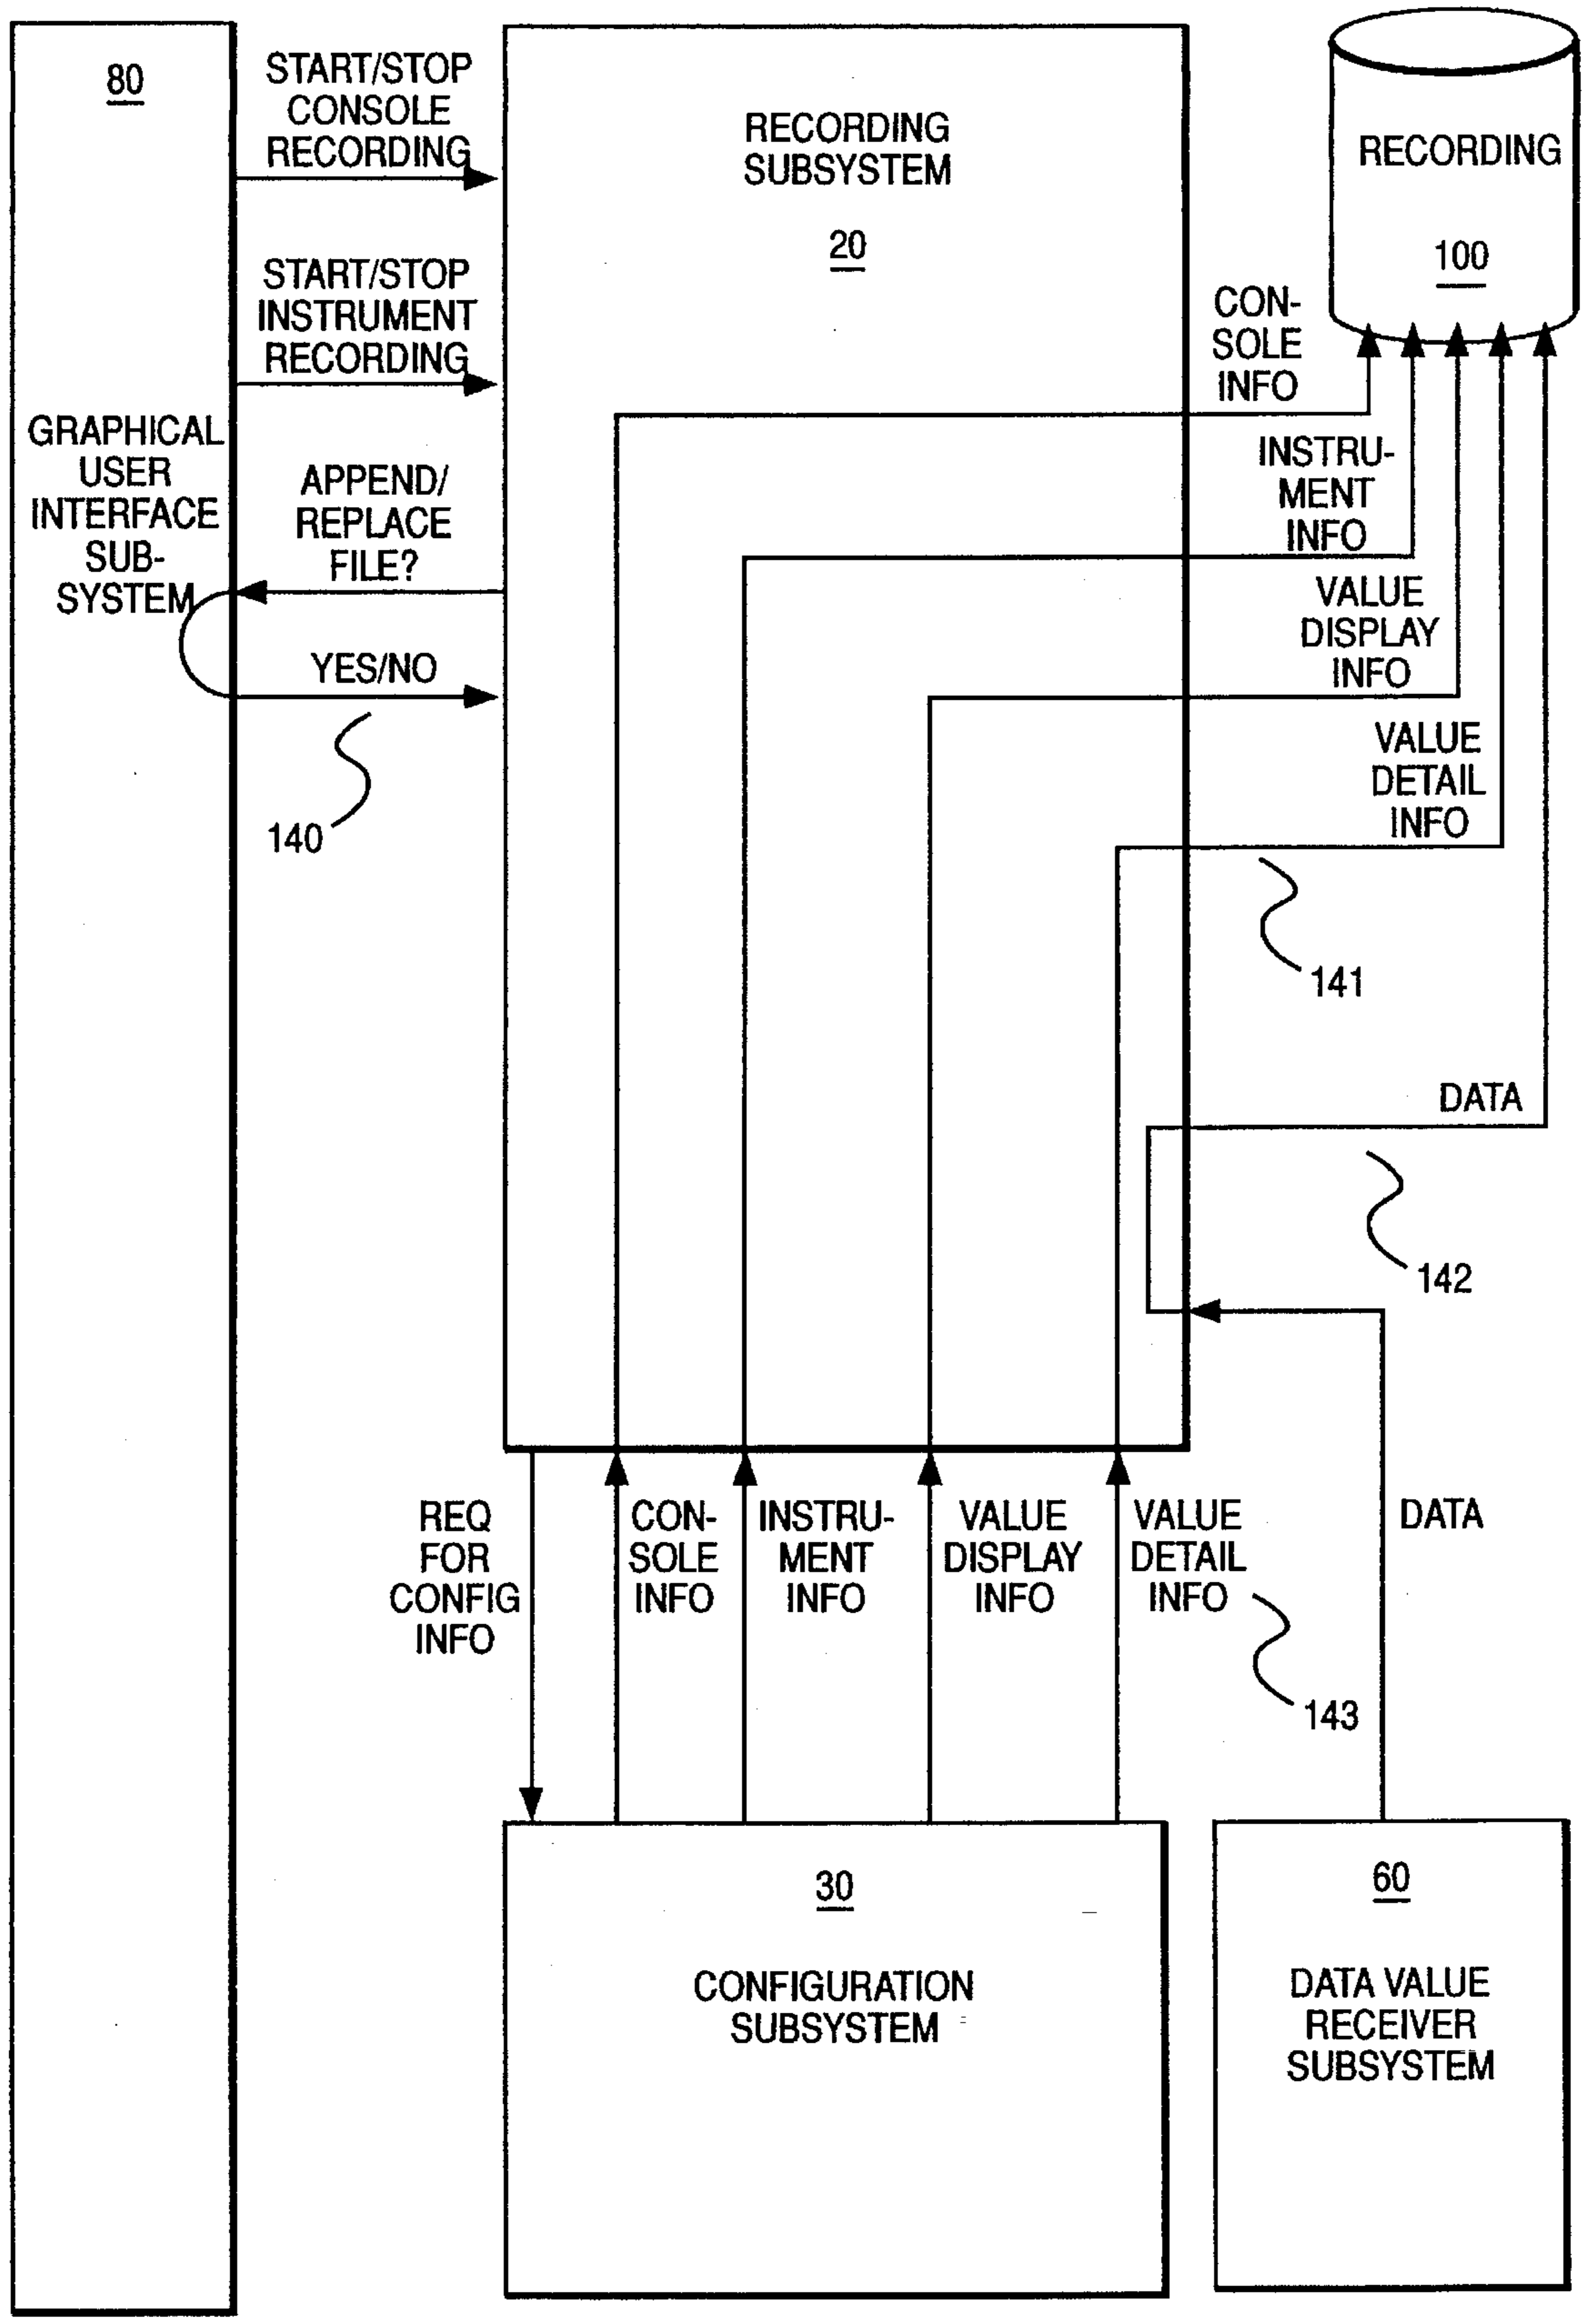 80
GRAPHICAL
USER
INTERFACE
SUB-
SYSTEM
START/STOP
CONSOLE
RECORDING
START/STOP
INSTRUMENT
RECORDING
APPEND/
REPLACE
FILE?
YES/NO
140
RECORDING
SUBSYSTEM
20
RECORDING
100
CON-
SOLE
INFO
INSTRU-
MENT
INFO
VALUE
DISPLAY
INFO
VALUE
DETAIL
INFO
141
DATA
142
REQ
FOR
CONFIG
INFO
CON-
SOLE
INFO
INSTRU-
MENT
INFO
VALUE
DISPLAY
INFO
VALUE
DETAIL
INFO
143
DATA
30
CONFIGURATION
SUBSYSTEM
60
DATA VALUE
RECEIVER
SUBSYSTEM